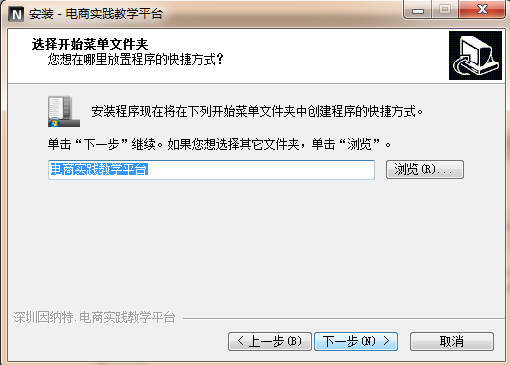 N 安装 - 电商实践教学平台
选择开始菜单文件夹
您想在哪里放置程序的快捷方式?
安装程序现在将在下列开始菜单文件夹中创建程序的快捷方式。
单击“下一步”继续。如果您想选择其它文件夹，单击“浏览”。
电商实践教学平台 浏览(R)...
深圳因纳特.电商实践教学平台
< 上一步(B) 下一步(N) > 取消